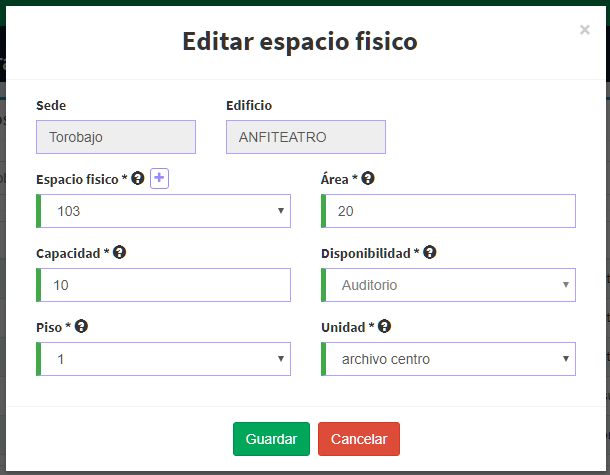 Editar espacio fisico
×
Sede Edificio
Torobajo ANFITEATRO
Espacio fisico * ? + Área * ?
103 20
Capacidad * ? Disponibilidad * ?
10 Auditorio
Piso * ? Unidad * ?
1 archivo centro
Guardar Cancelar